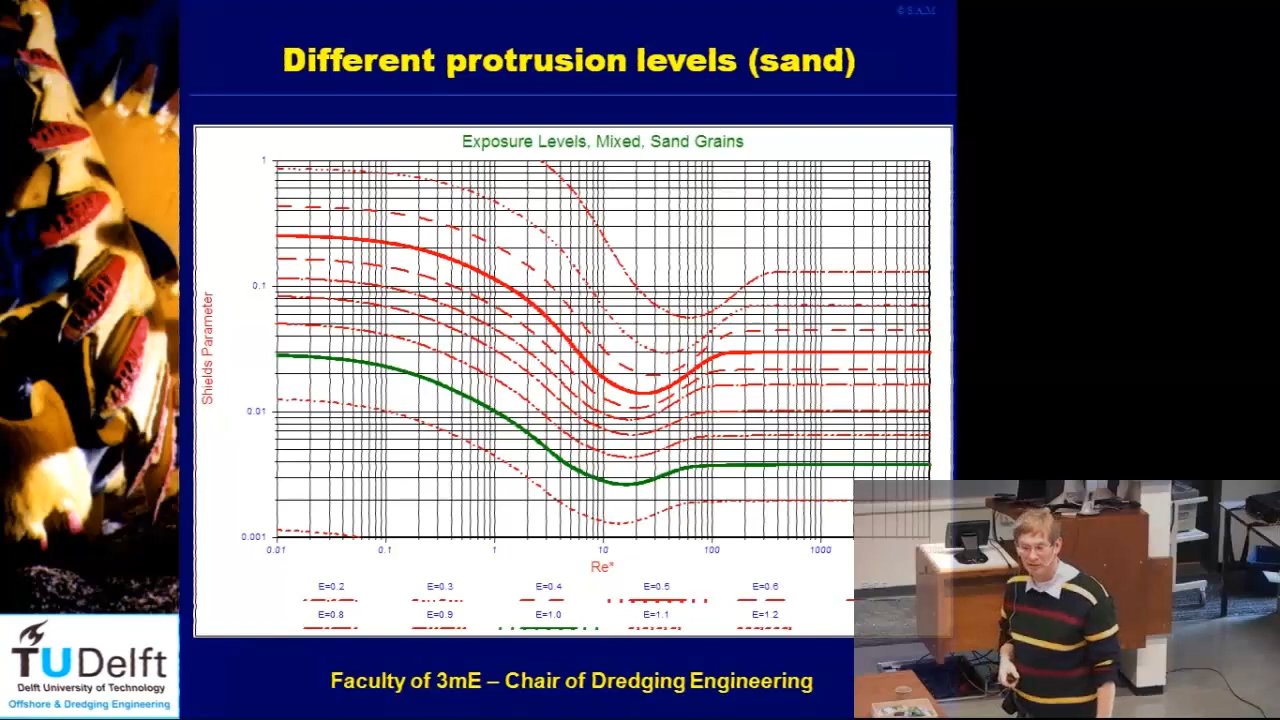 © S.A.M
Different protrusion levels (sand)
Exposure Levels, Mixed, Sand Grains
Shields Parameter
1
0.1
0.01
0.001
0.01 0.1 1 10 100 1000
Re*
E=0.2 E=0.3 E=0.4 E=0.5 E=0.6
E=0.8 E=0.9 E=1.0 E=1.1 E=1.2
TU Delft
Delft University of Technology
Offshore & Dredging Engineering
Faculty of 3mE – Chair of Dredging Engineering